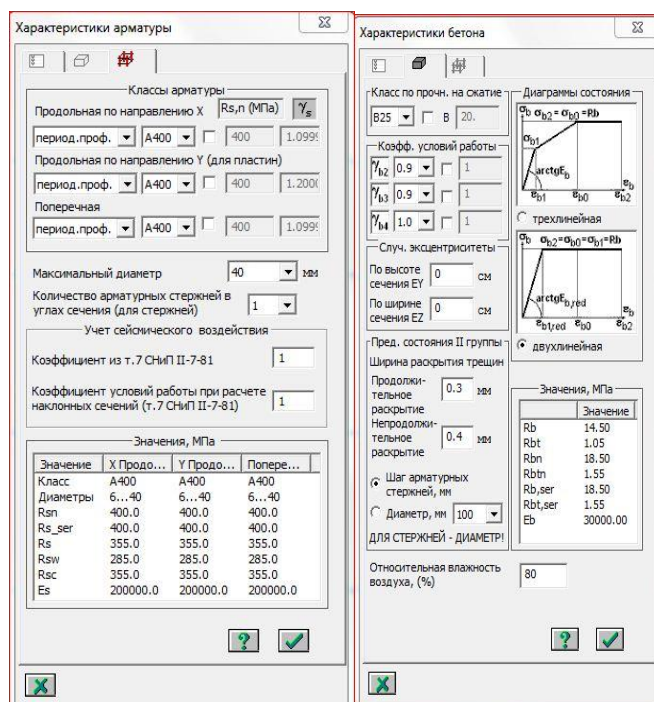 Характеристики арматуры
Классы арматуры
Продольная по направлению X Rs,n (МПа) γs
период.проф. A400 400 1.099
Продольная по направлению Y (для пластин)
период.проф. A400 400 1.200
Поперечная
период.проф. A400 400 1.099
Максимальный диаметр 40 мм
Количество арматурных стержней в
углах сечения (для стержней) 1
Учет сейсмического воздействия
Коэффициент из т.7 СНиП II-7-81 1
Коэффициент условий работы при расчете
наклонных сечений (т.7 СНиП II-7-81) 1
Значения, МПа
Значение X Продо... Y Продо... Попере...
Класс A400 A400 A400
Диаметры 6...40 6...40 6...40
Rsn 400.0 400.0 400.0
Rs_ser 400.0 400.0 400.0
Rs 355.0 355.0 355.0
Rsw 285.0 285.0 285.0
Rsc 355.0 355.0 355.0
Es 200000.0 200000.0 200000.0
Характеристики бетона
Класс по прочн. на сжатие
B25 B 20.
Коэфф. условий работы
γb2 0.9 1
γb3 0.9 1
γb4 1.0 1
Случ. эксцентриситеты
По высоте
сечения EY 0 см
По ширине
сечения EZ 0 см
Пред. состояния II группы
Ширина раскрытия трещин
Продолжи-
тельное 0.3 мм
раскрытие
Непродолжи-
тельное 0.4 мм
раскрытие
Шаг арматурных
стержней, мм
Диаметр, мм 100
ДЛЯ СТЕРЖНЕЙ - ДИАМЕТР!
Относительная влажность
воздуха, (%) 80
Диаграммы состояния
σb σb2=σb0=Rb
σb1
arctgEb
εb
εb1 εb0 εb2
трехлинейная
σb σb2=σb0=σb1=Rb
arctgEb,red
εb
εb1,red εb0 εb2
двухлинейная
Значения, МПа
Значение
Rb 14.50
Rbt 1.05
Rbn 18.50
Rbtn 1.55
Rb,ser 18.50
Rbt,ser 1.55
Eb 30000.00